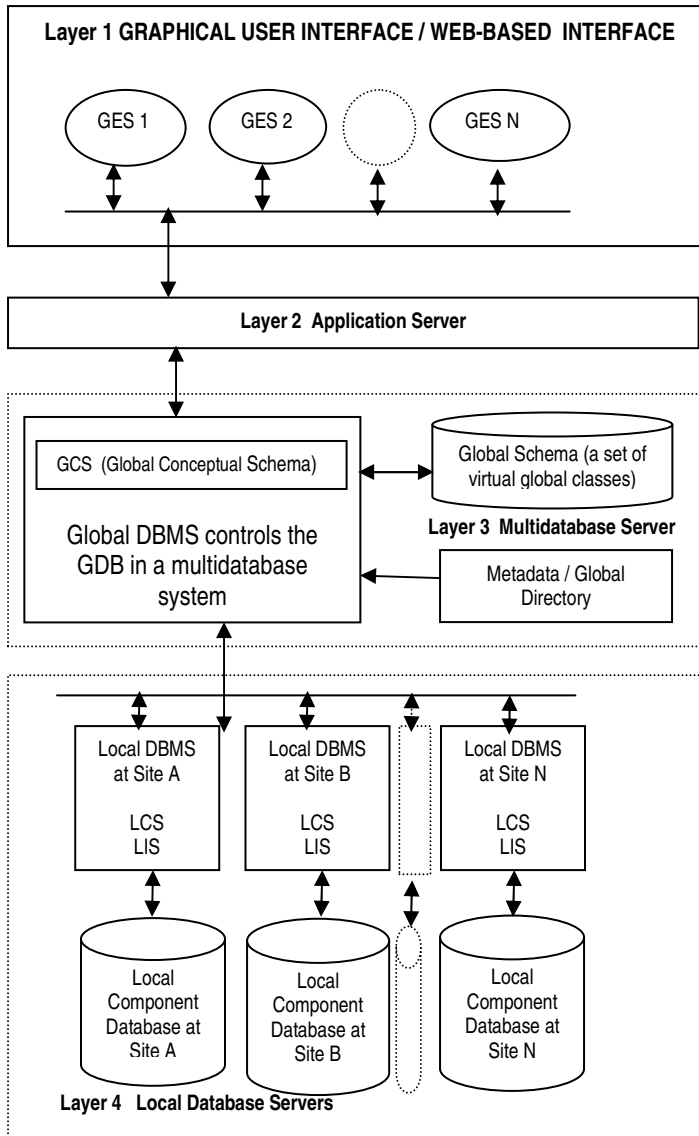 Layer 1 GRAPHICAL USER INTERFACE / WEB-BASED INTERFACE
GES 1
GES 2
GES N
Layer 2 Application Server
GCS (Global Conceptual Schema)
Global DBMS controls the
GDB in a multidatabase
system
Global Schema (a set of
virtual global classes)
Layer 3 Multidatabase Server
Metadata / Global
Directory
Local DBMS
at Site A
LCS
LIS
Local DBMS
at Site B
LCS
LIS
Local DBMS
at Site N
LCS
LIS
Local
Component
Database at
Site A
Local
Component
Database at
Site B
Local
Component
Database at
Site N
Layer 4 Local Database Servers